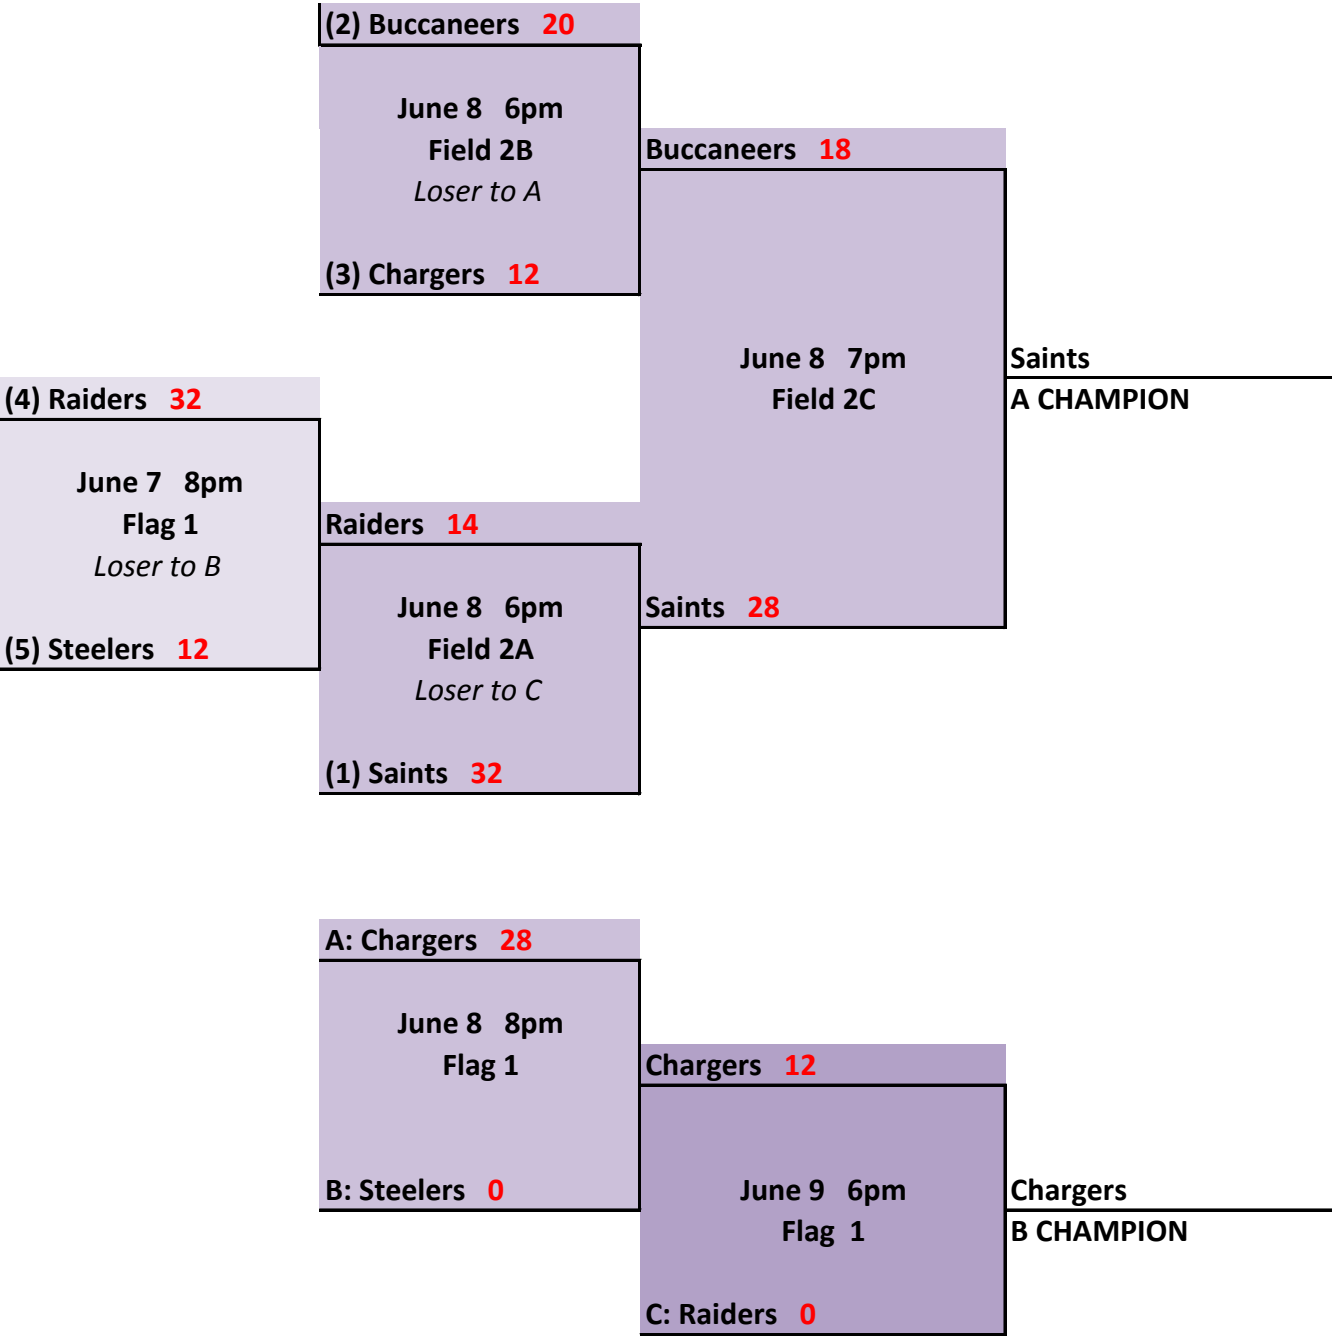 (2) Buccaneers 20
June 8 6pm
Field 2B
Loser to A
(3) Chargers 12
Buccaneers 18
June 8 7pm
Field 2C
Saints
A CHAMPION
(4) Raiders 32
June 7 8pm
Flag 1
Loser to B
(5) Steelers 12
Raiders 14
June 8 6pm
Field 2A
Loser to C
(1) Saints 32
Saints 28
A: Chargers 28
June 8 8pm
Flag 1
B: Steelers 0
Chargers 12
June 9 6pm
Flag 1
C: Raiders 0
Chargers
B CHAMPION